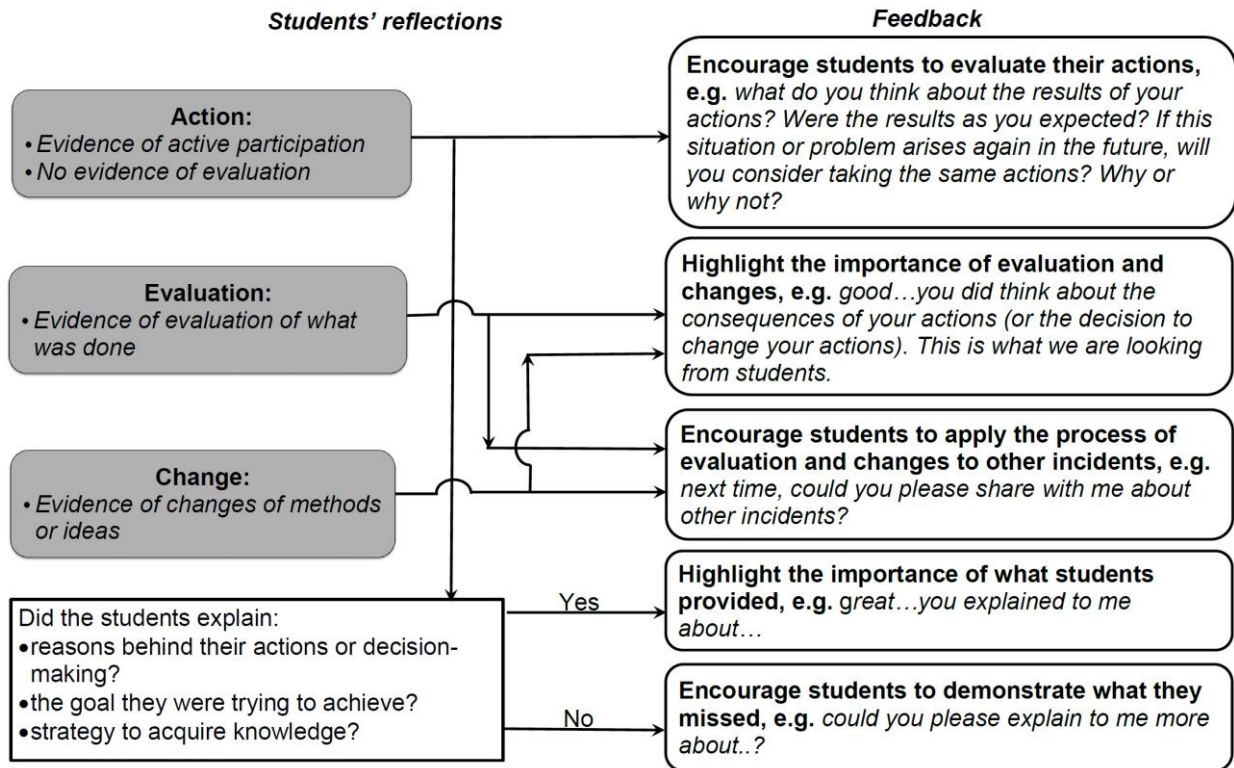 Students' reflections
Feedback
Action:
• Evidence of active participation
• No evidence of evaluation
Encourage students to evaluate their actions,
e.g. what do you think about the results of your
actions? Were the results as you expected? If this
situation or problem arises again in the future, will
you consider taking the same actions? Why or
why not?
Evaluation:
• Evidence of evaluation of what
was done
Highlight the importance of evaluation and
changes, e.g. good…you did think about the
consequences of your actions (or the decision to
change your actions). This is what we are looking
from students.
Change:
• Evidence of changes of methods
or ideas
Encourage students to apply the process of
evaluation and changes to other incidents, e.g.
next time, could you please share with me about
other incidents?
Did the students explain:
•reasons behind their actions or decision-
making?
•the goal they were trying to achieve?
•strategy to acquire knowledge?
Yes
Highlight the importance of what students
provided, e.g. great…you explained to me
about…
No
Encourage students to demonstrate what they
missed, e.g. could you please explain to me more
about..?